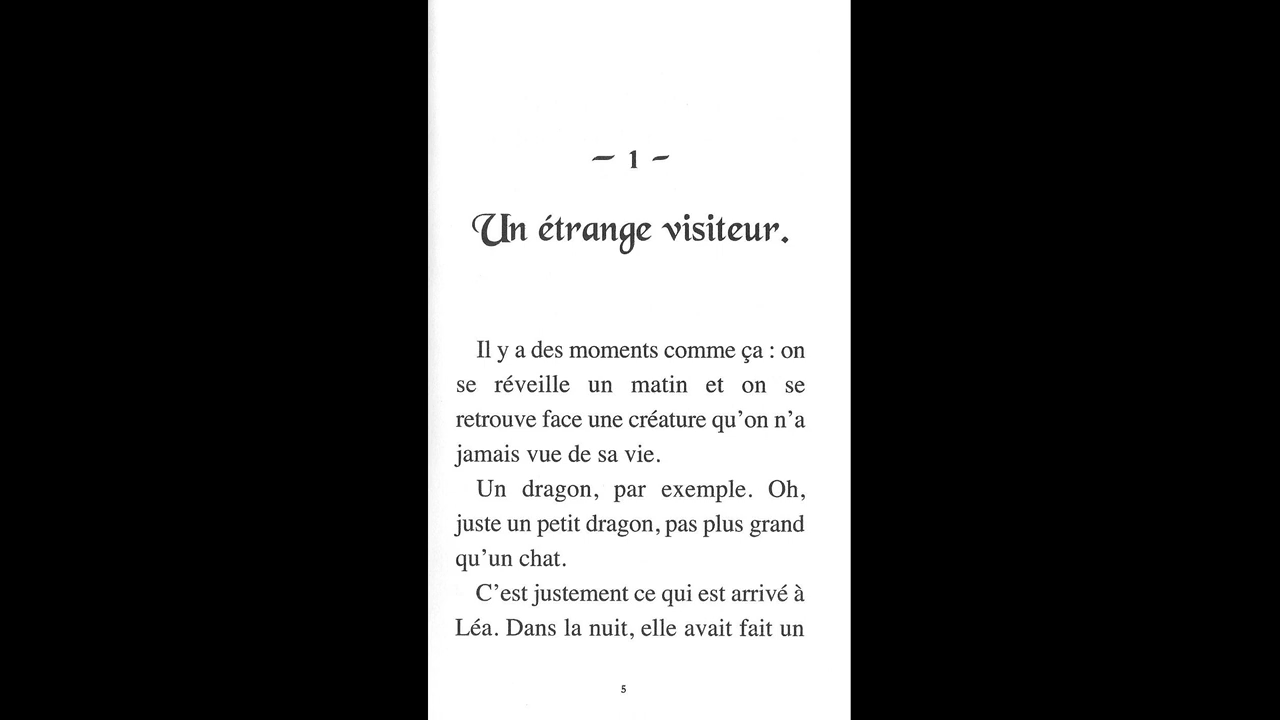 ~ 1 ~
Un étrange visiteur.
Il y a des moments comme ça : on
se réveille un matin et on se
retrouve face une créature qu’on n’a
jamais vue de sa vie.
Un dragon, par exemple. Oh,
juste un petit dragon, pas plus grand
qu’un chat.
C’est justement ce qui est arrivé à
Léa. Dans la nuit, elle avait fait un
5